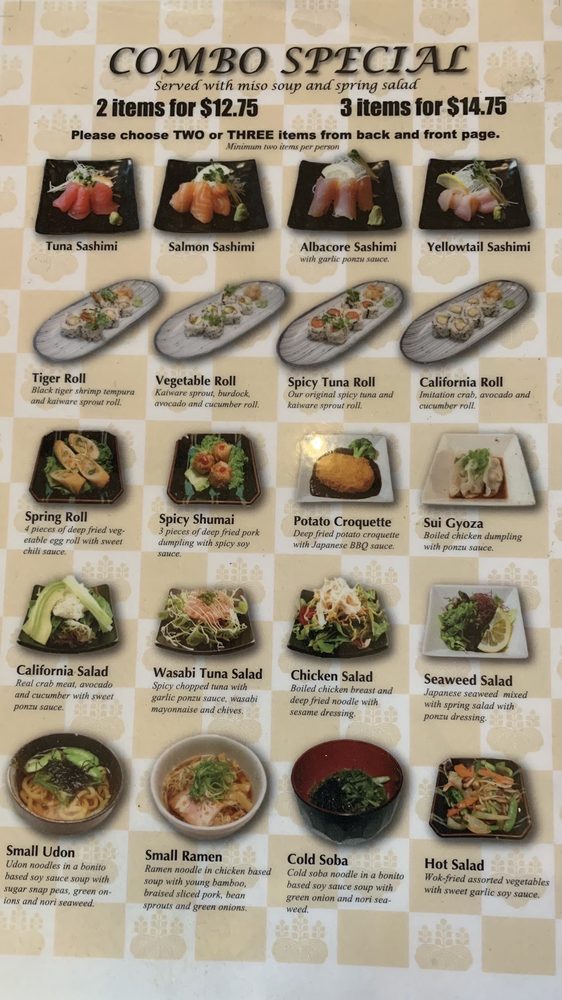 COMBO SPECIAL
Served with miso soup and spring salad
2 items for $12.75 3 items for $14.75
Please choose TWO or THREE items from back and front page.
Minimum two items per person
Tuna Sashimi
Salmon Sashimi
Albacore Sashimi
with garlic ponzu sauce.
Yellowtail Sashimi
Tiger Roll
Black tiger shrimp tempura
and kaiware sprout roll.
Vegetable Roll
Kaiware sprout, burdock,
avocado and cucumber roll.
Spicy Tuna Roll
Our original spicy tuna and
kaiware sprout roll.
California Roll
Imitation crab, avocado and
cucumber roll.
Spring Roll
4 pieces of deep fried veg-
etable egg roll with sweet
chili sauce.
Spicy Shumai
3 pieces of deep fried pork
dumpling with spicy soy
sauce.
Potato Croquette
Deep fried potato croquette
with Japanese BBQ sauce.
Sui Gyoza
Boiled chicken dumpling
with ponzu sauce.
California Salad
Real crab meat, avocado
and cucumber with sweet
ponzu sauce.
Wasabi Tuna Salad
Spicy chopped tuna with
garlic ponzu sauce, wasabi
mayonnaise and chives.
Chicken Salad
Boiled chicken breast and
deep fried noodle with
sesame dressing.
Seaweed Salad
Japanese seaweed mixed
with spring salad with
ponzu dressing.
Small Udon
Udon noodles in a bonito
based soy sauce soup with
sugar snap peas, green on-
ions and nori seaweed.
Small Ramen
Ramen noodle in chicken based
soup with young bamboo,
braised sliced pork, bean
sprouts and green onions.
Cold Soba
Cold soba noodle in a bonito
based soy sauce soup with
green onion and nori sea-
weed.
Hot Salad
Wok-fried assorted vegetables
with sweet garlic soy sauce.